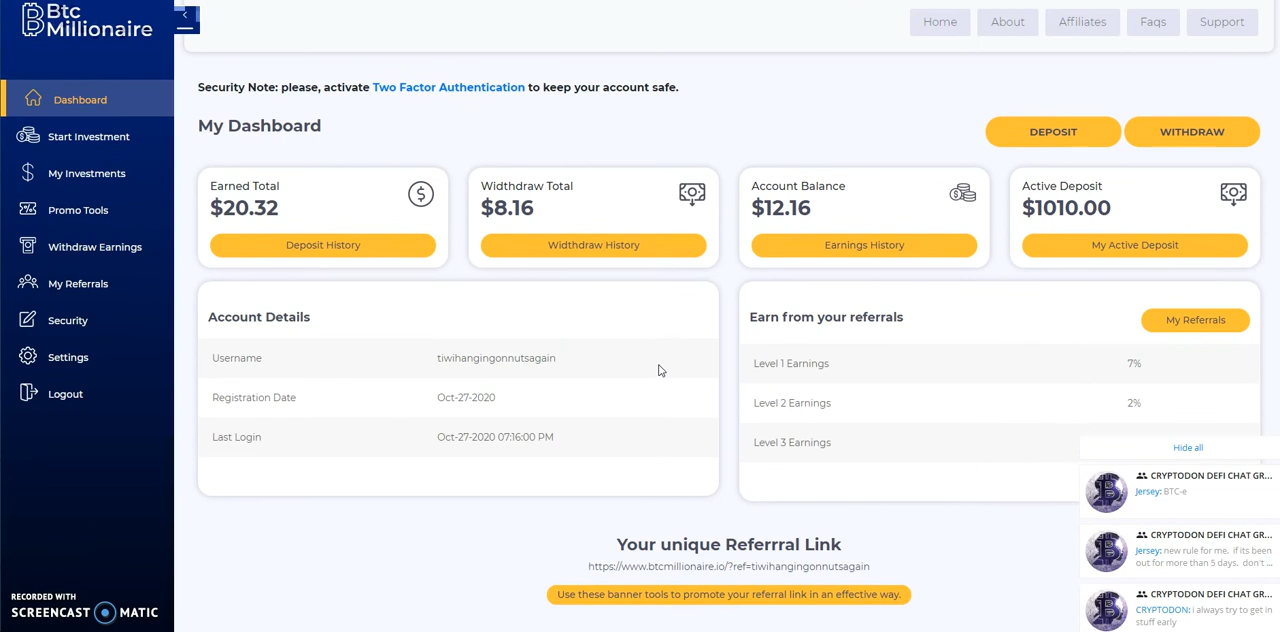 Btc
Millionaire
Home
About
Affiliates
Faqs
Support
Security Note: please, activate Two Factor Authentication to keep your account safe.
My Dashboard
DEPOSIT
WITHDRAW
Dashboard
Start Investment
My Investments
Promo Tools
Withdraw Earnings
My Referrals
Security
Settings
Logout
Earned Total
$20.32
Deposit History
Widthdraw Total
$8.16
Widthdraw History
Account Balance
$12.16
Earnings History
Active Deposit
$1010.00
My Active Deposit
Account Details
Username tiwihangingonnutsagain
Registration Date Oct-27-2020
Last Login Oct-27-2020 07:16:00 PM
Earn from your referrals
My Referrals
Level 1 Earnings 7%
Level 2 Earnings 2%
Level 3 Earnings
Hide all
CRYPTODON DEFI CHAT GR...
Jersey: BTC-e
CRYPTODON DEFI CHAT GR...
Jersey: new rule for me. if its been
out for more than 5 days. don't ...
CRYPTODON DEFI CHAT GR...
CRYPTODON: i always try to get in
stuff early
Your unique Referrral Link
https://www.btcmillionaire.io/?ref=tiwihangingonnutsagain
Use these banner tools to promote your referral link in an effective way.
RECORDED WITH
SCREENCAST MATIC